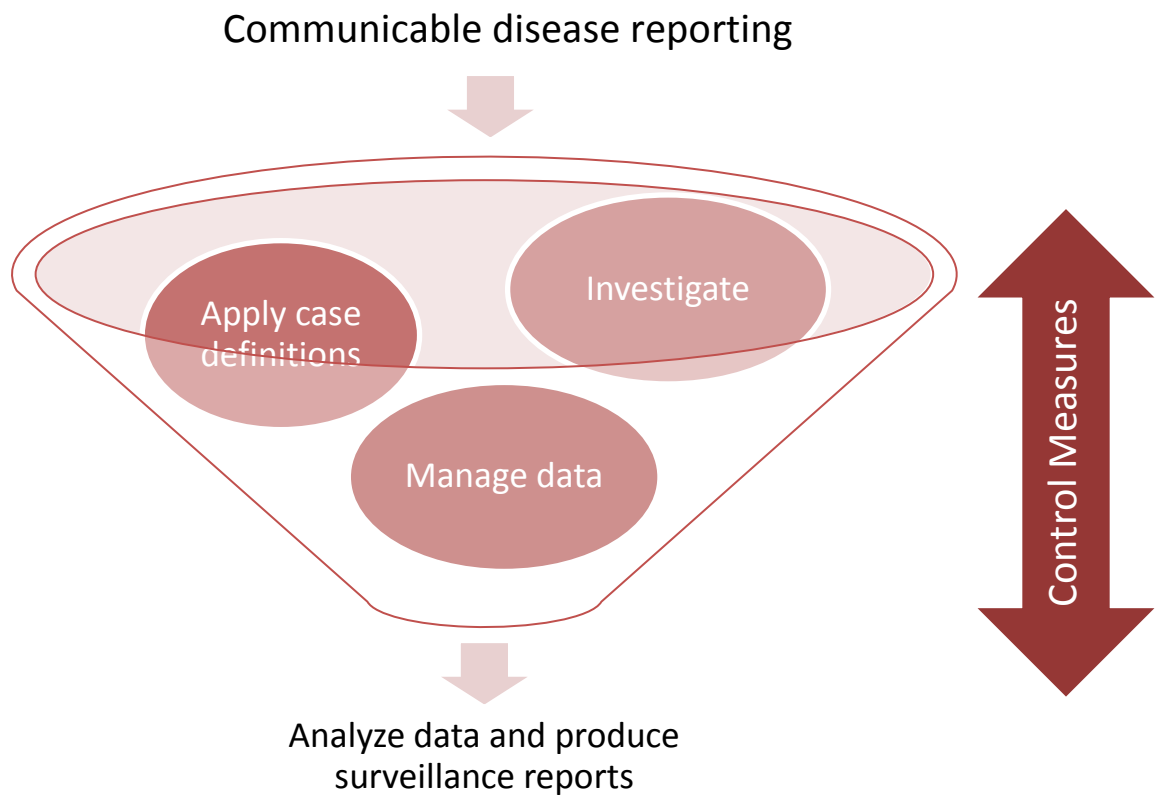 Communicable disease reporting
Apply case
definitions
Investigate
Manage data
Control Measures
Analyze data and produce
surveillance reports